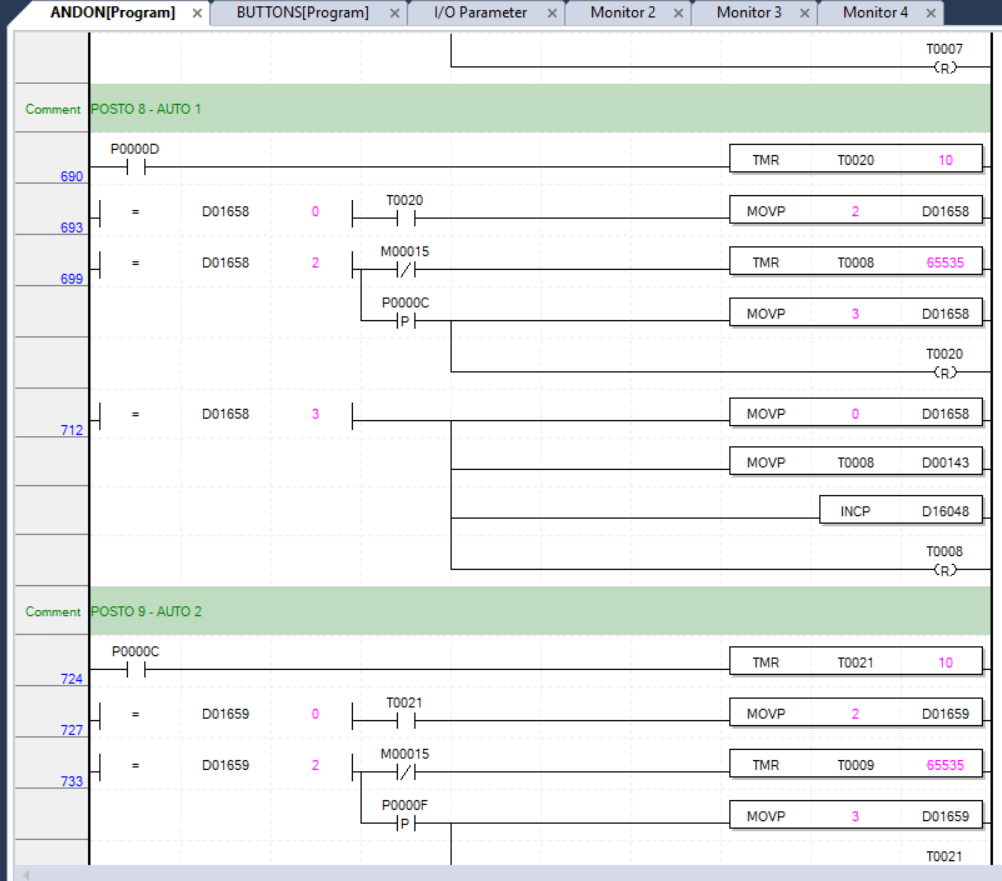 ANDON[Program] × BUTTONS[Program] × I/O Parameter × Monitor 2 × Monitor 3 × Monitor 4 ×
T0007
(R)
Comment POSTO 8 - AUTO 1
P0000D
690 TMR T0020 10
T0020
693 = D01658 0 MOVP 2 D01658
M00015
699 = D01658 2 / TMR T0008 65535
P0000C
P MOVP 3 D01658
T0020
(R)
712 = D01658 3 MOVP 0 D01658
MOVP T0008 D00143
INCP D16048
T0008
(R)
Comment POSTO 9 - AUTO 2
P0000C
724 TMR T0021 10
T0021
727 = D01659 0 MOVP 2 D01659
M00015
733 = D01659 2 / TMR T0009 65535
P0000F
P MOVP 3 D01659
T0021